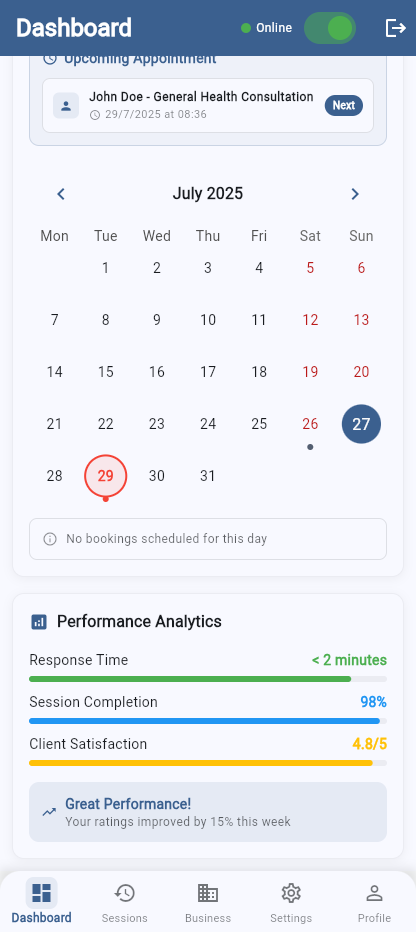 Dashboard
Online
Upcoming Appointment
John Doe - General Health Consultation
29/7/2025 at 08:36
Next
July 2025
Mon Tue Wed Thu Fri Sat Sun
1 2 3 4 5 6
7 8 9 10 11 12 13
14 15 16 17 18 19 20
21 22 23 24 25 26 27
28 29 30 31
No bookings scheduled for this day
Performance Analytics
Response Time < 2 minutes
Session Completion 98%
Client Satisfaction 4.8/5
Great Performance!
Your ratings improved by 15% this week
Dashboard Sessions Business Settings Profile